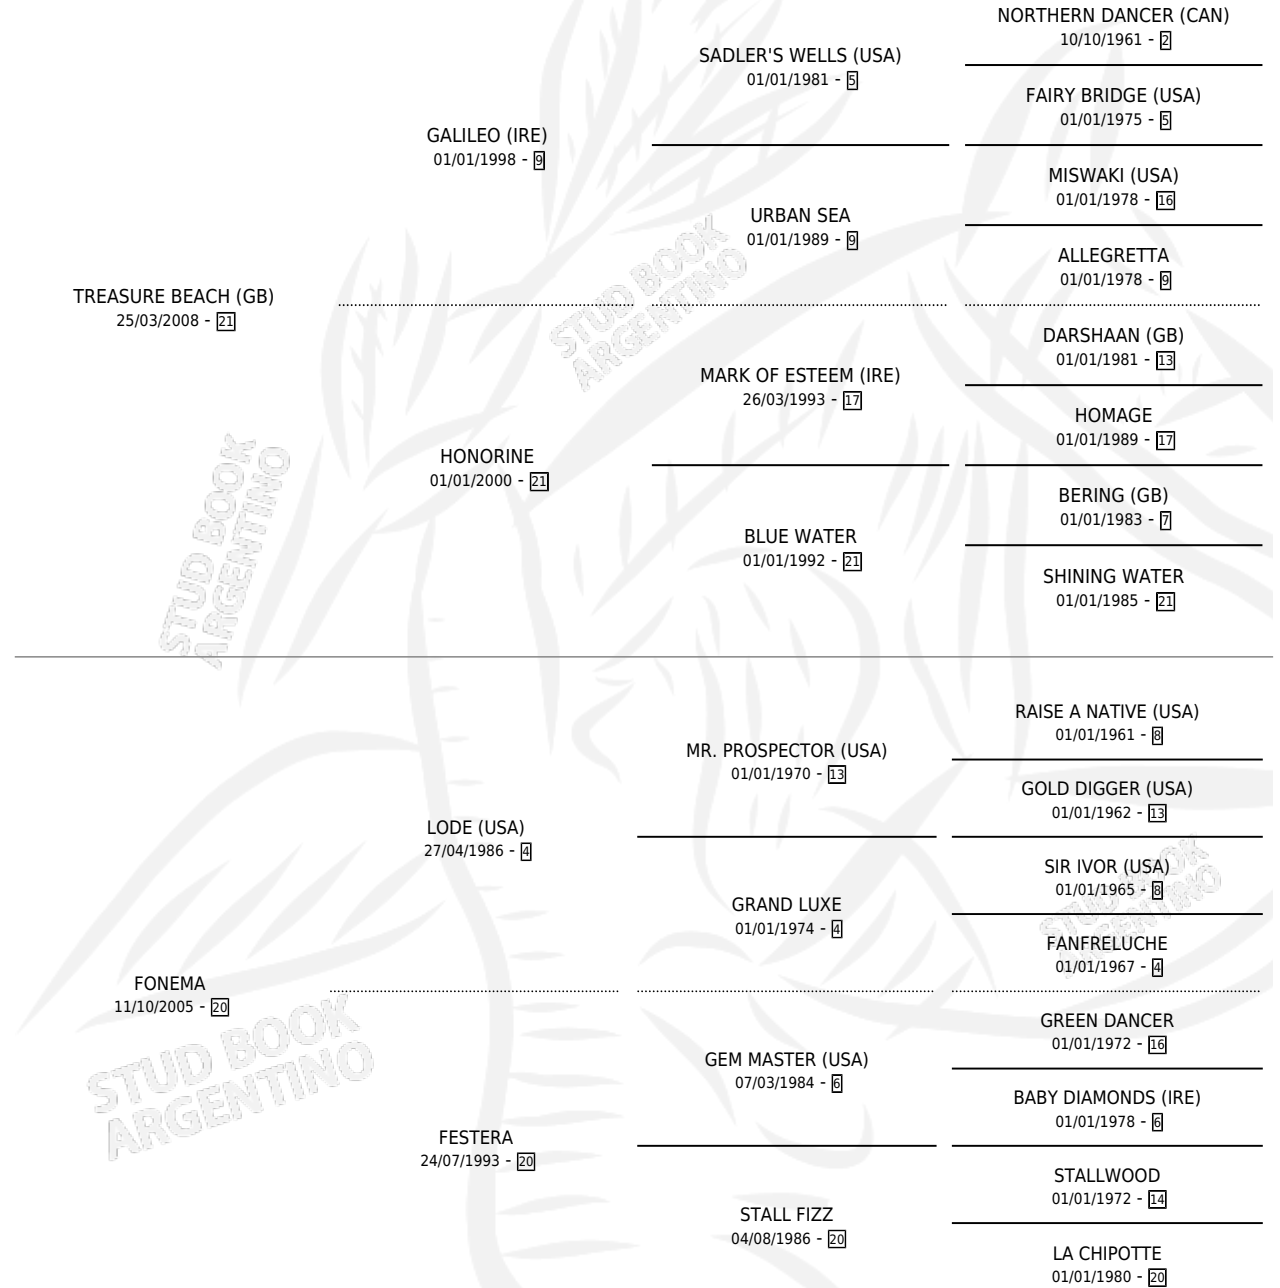 NORTHERN DANCER (CAN)
10/10/1961 - 2
SADLER'S WELLS (USA)
01/01/1981 - 5
FAIRY BRIDGE (USA)
01/01/1975 - 5
GALILEO (IRE)
01/01/1998 - 9
MISWAKI (USA)
01/01/1978 - 16
URBAN SEA
01/01/1989 - 9
ALLEGRETTA
01/01/1978 - 9
STUD BOOK
ARGENTINO
TREASURE BEACH (GB)
25/03/2008 - 21
DARSHAAN (GB)
01/01/1981 - 13
MARK OF ESTEEM (IRE)
26/03/1993 - 17
HOMAGE
01/01/1989 - 17
HONORINE
01/01/2000 - 21
BERING (GB)
01/01/1983 - 7
BLUE WATER
01/01/1992 - 21
SHINING WATER
01/01/1985 - 21
STUD BOOK
ARGENTINO
RAISE A NATIVE (USA)
01/01/1961 - 8
MR. PROSPECTOR (USA)
01/01/1970 - 13
GOLD DIGGER (USA)
01/01/1962 - 13
LODE (USA)
27/04/1986 - 4
SIR IVOR (USA)
01/01/1965 - 8
GRAND LUXE
01/01/1974 - 4
FANFRELUCHE
01/01/1967 - 4
STUD BOOK
ARGENTINO
FONEMA
11/10/2005 - 20
GREEN DANCER
01/01/1972 - 16
GEM MASTER (USA)
07/03/1984 - 6
BABY DIAMONDS (IRE)
01/01/1978 - 6
STUD BOOK
ARGENTINO
FESTERA
24/07/1993 - 20
STALLWOOD
01/01/1972 - 14
STALL FIZZ
04/08/1986 - 20
LA CHIPOTTE
01/01/1980 - 20